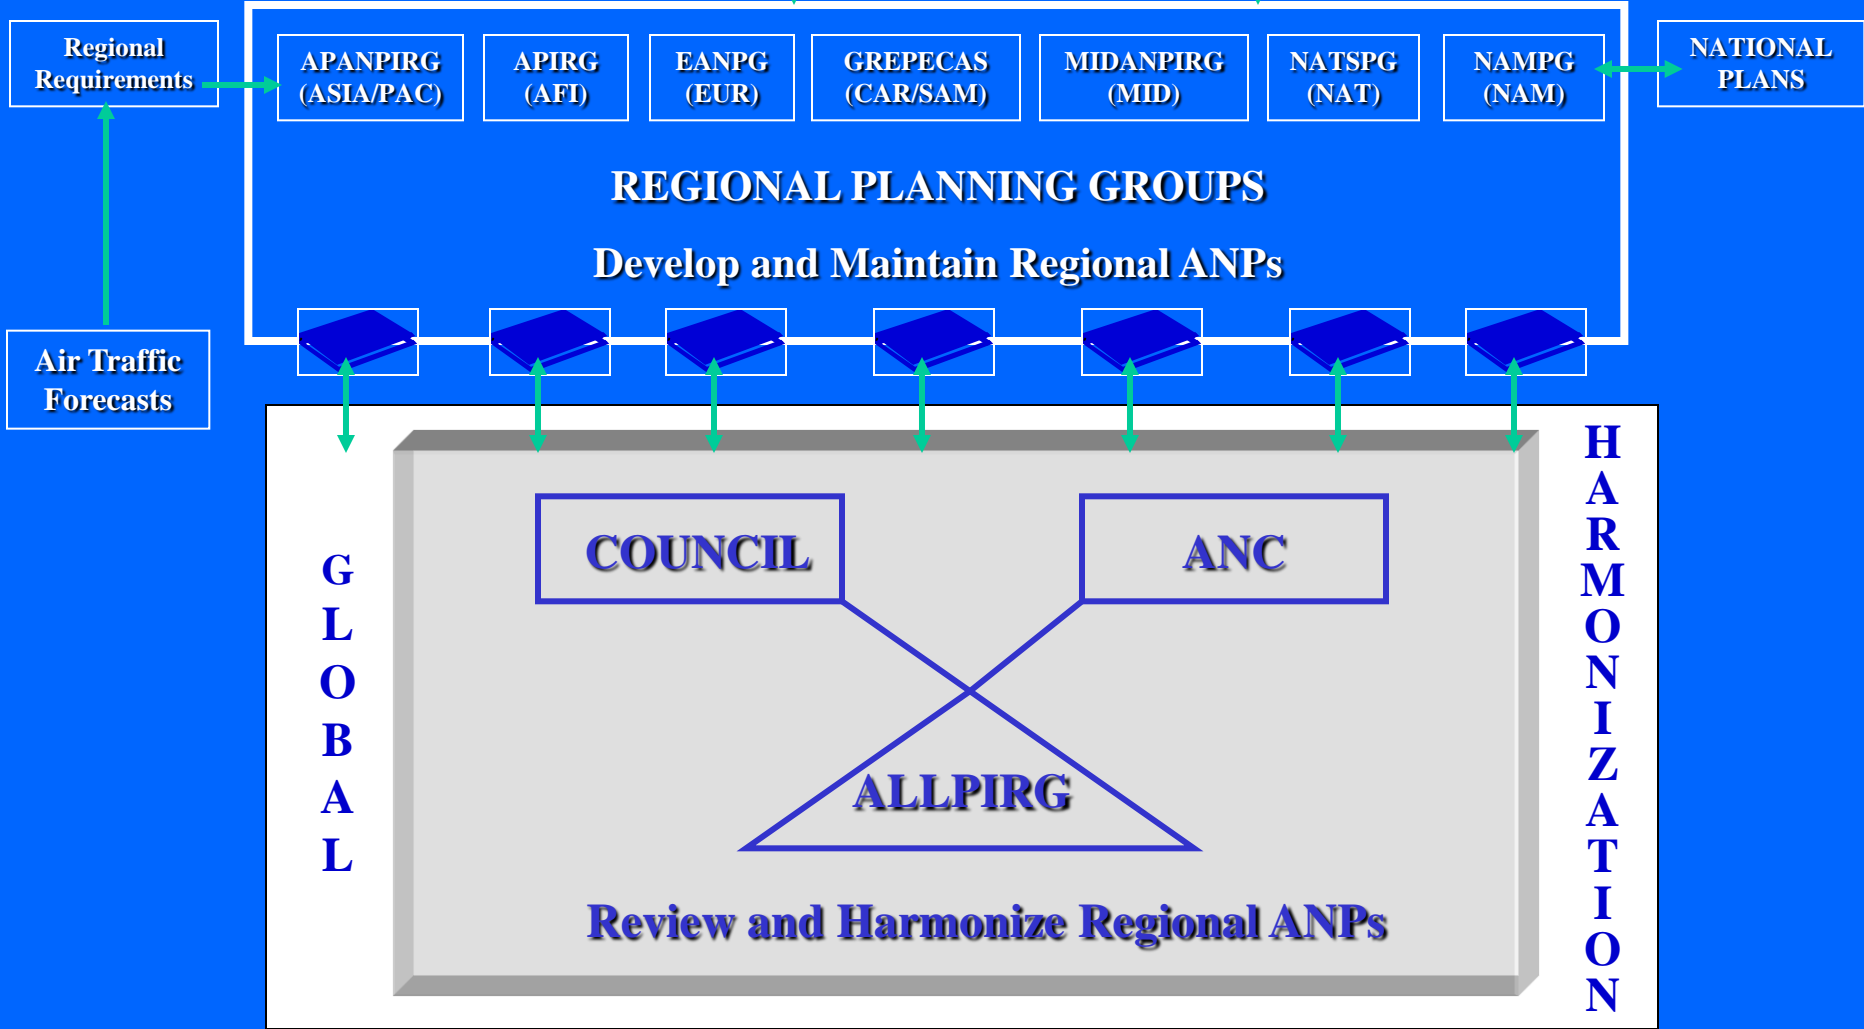 Regional
Requirements
APANPIRG
(ASIA/PAC)
APIRG
(AFI)
EANPG
(EUR)
GREPECAS
(CAR/SAM)
MIDANPIRG
(MID)
NATSPG
(NAT)
NAMPG
(NAM)
NATIONAL
PLANS
REGIONAL PLANNING GROUPS
Develop and Maintain Regional ANPs
Air Traffic
Forecasts
GLOBAL
HARMONIZATION
COUNCIL
ANC
ALLPIRG
Review and Harmonize Regional ANPs